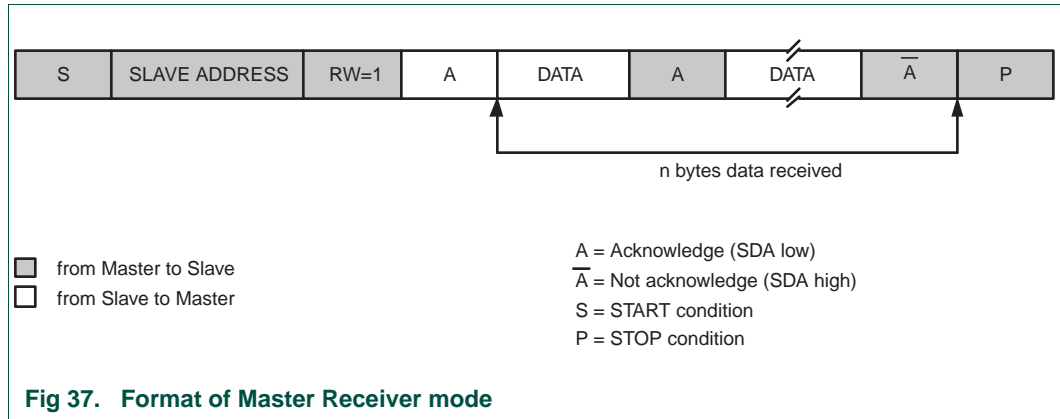 S SLAVE ADDRESS RW=1 A DATA A DATA A̅ P
n bytes data received
from Master to Slave
from Slave to Master
A = Acknowledge (SDA low)
A̅ = Not acknowledge (SDA high)
S = START condition
P = STOP condition
Fig 37. Format of Master Receiver mode